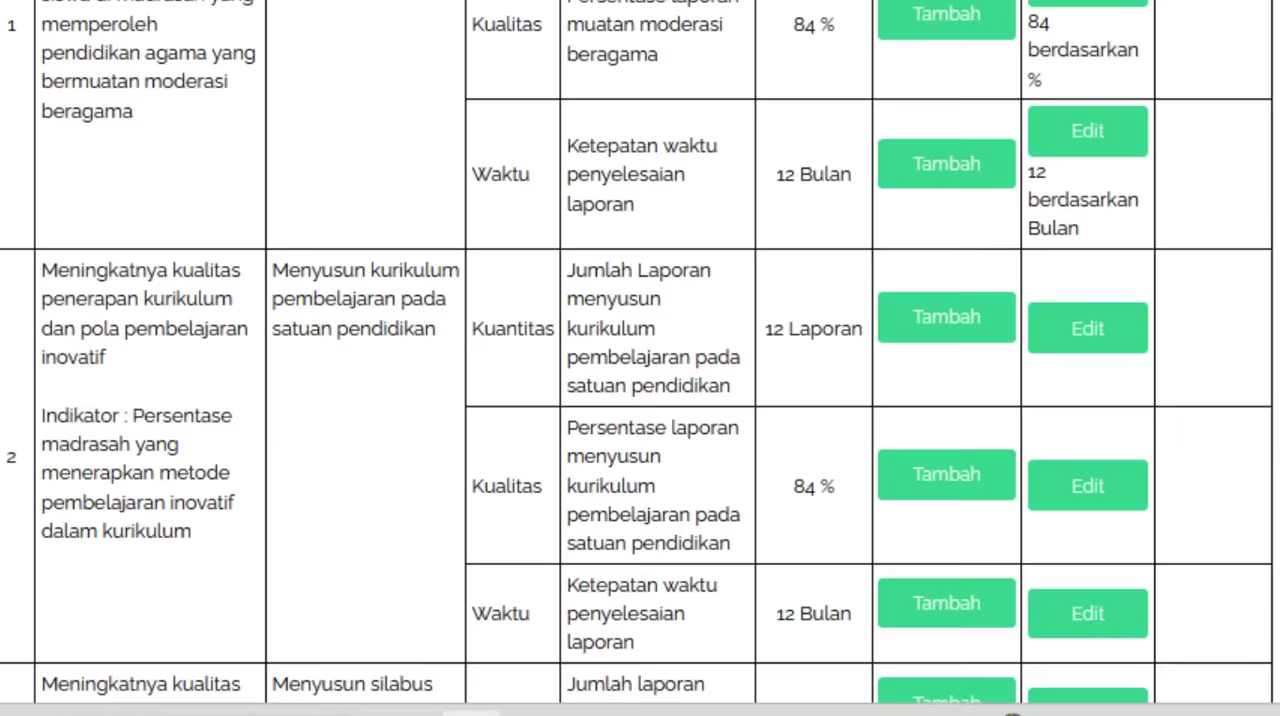 1
memperoleh
pendidikan agama yang
bermuatan moderasi
beragama
Kualitas
muatan moderasi
beragama
84 %
Tambah
84
berdasarkan
%
Waktu
Ketepatan waktu
penyelesaian
laporan
12 Bulan
Tambah
Edit
12
berdasarkan
Bulan
2
Meningkatnya kualitas
penerapan kurikulum
dan pola pembelajaran
inovatif
Indikator : Persentase
madrasah yang
menerapkan metode
pembelajaran inovatif
dalam kurikulum
Menyusun kurikulum
pembelajaran pada
satuan pendidikan
Kuantitas
Jumlah Laporan
menyusun
kurikulum
pembelajaran pada
satuan pendidikan
12 Laporan
Tambah
Edit
Kualitas
Persentase laporan
menyusun
kurikulum
pembelajaran pada
satuan pendidikan
84 %
Tambah
Edit
Waktu
Ketepatan waktu
penyelesaian
laporan
12 Bulan
Tambah
Edit
Meningkatnya kualitas
Menyusun silabus
Jumlah laporan
Tambah